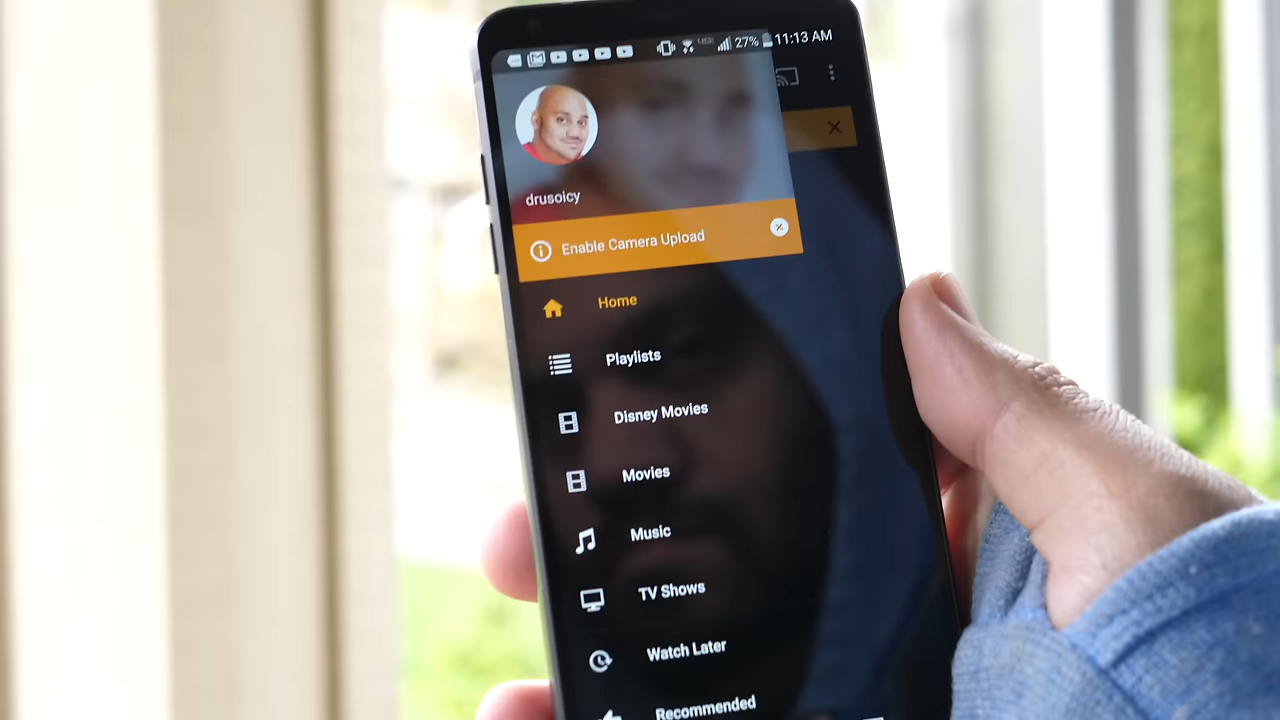 27% 11:13 AM
drusoicy
Enable Camera Upload
Home
Playlists
Disney Movies
Movies
Music
TV Shows
Watch Later
Recommended